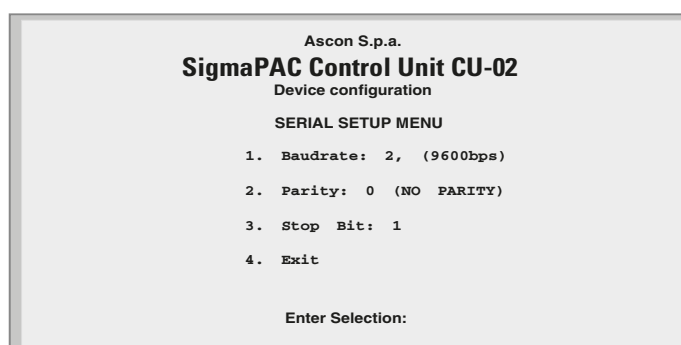 Ascon S.p.a.
SigmaPAC Control Unit CU-02
Device configuration
SERIAL SETUP MENU
1. Baudrate: 2, (9600bps)
2. Parity: 0 (NO PARITY)
3. Stop Bit: 1
4. Exit
Enter Selection: